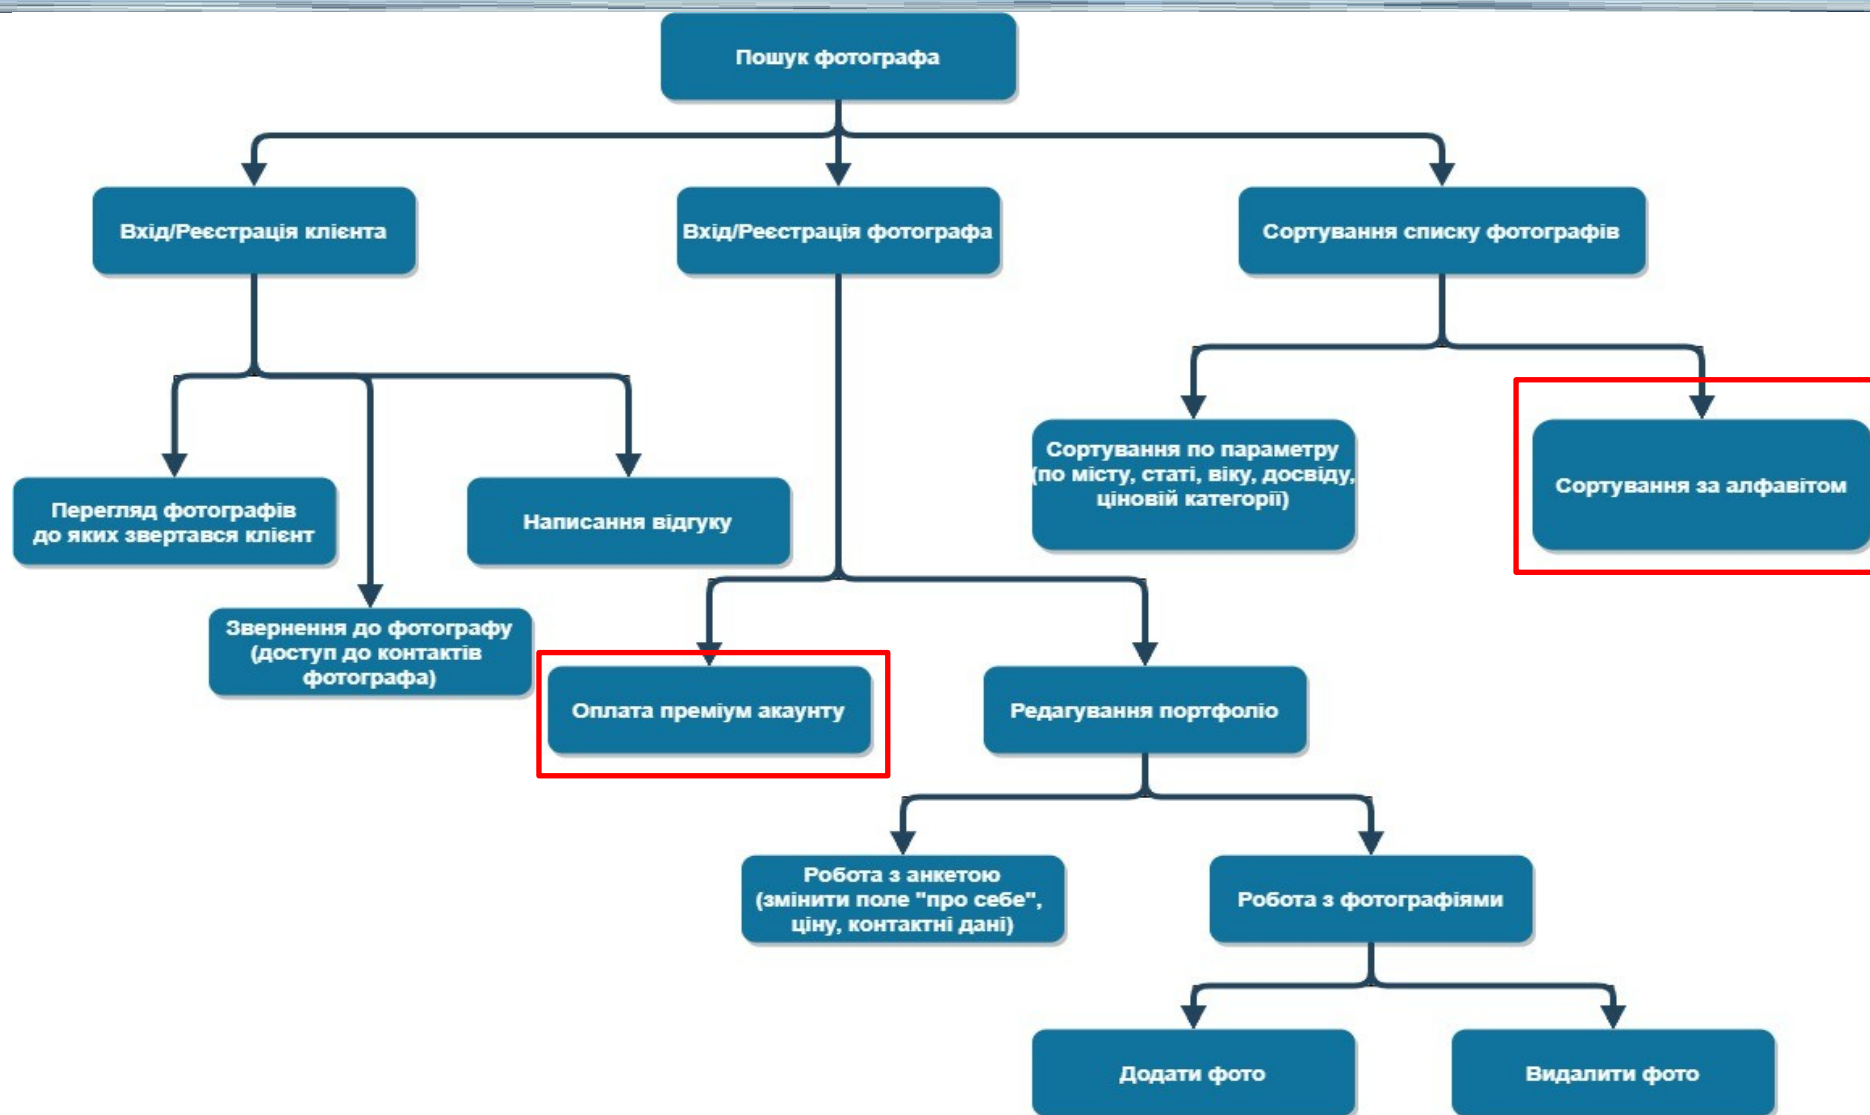 Пошук фотографа
Вхід/Реєстрація клієнта
Вхід/Реєстрація фотографа
Сортування списку фотографів
Перегляд фотографів
до яких звертався клієнт
Звернення до фотографу
(доступ до контактів
фотографа)
Написання відгуку
Сортування по параметру
(по місту, статі, віку, досвіду,
ціновій категорії)
Сортування за алфавітом
Оплата преміум акаунту
Редагування портфоліо
Робота з анкетою
(змінити поле "про себе",
ціну, контактні дані)
Робота з фотографіями
Додати фото
Видалити фото